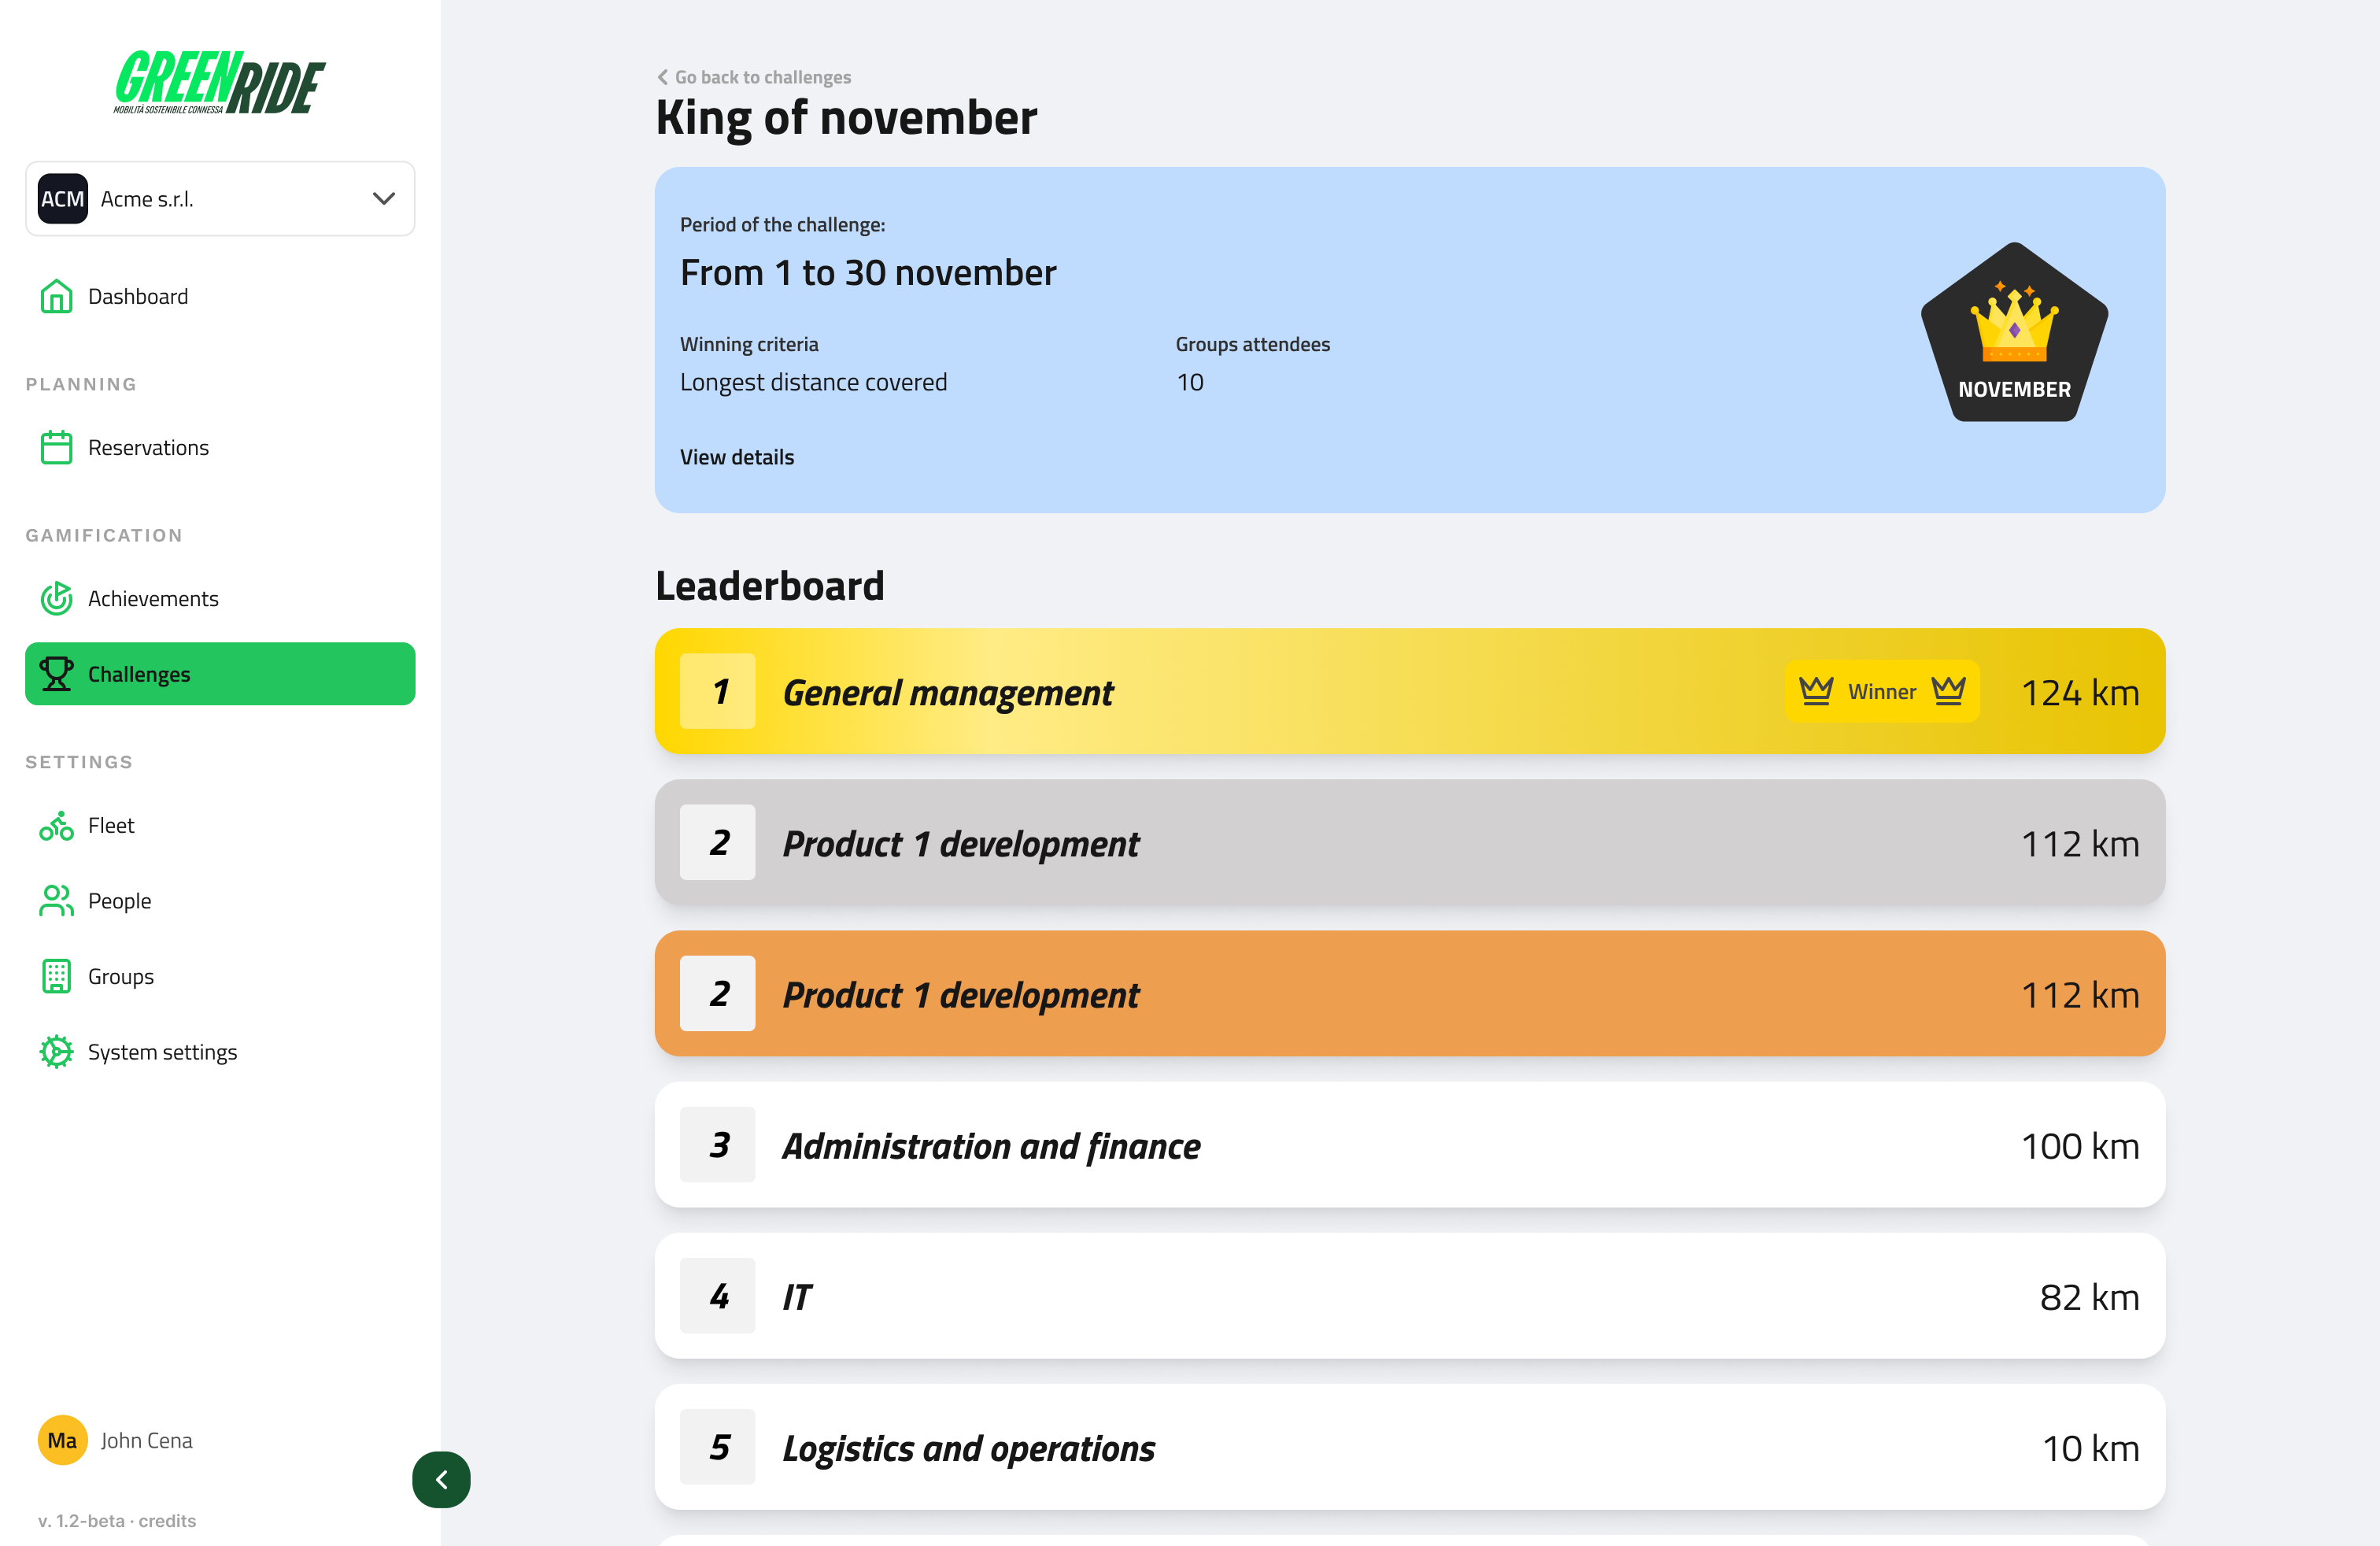 GREENRIDE
MOBILITÀ SOSTENIBILE CONNESSA
ACM Acme s.r.l.
Dashboard
PLANNING
Reservations
GAMIFICATION
Achievements
Challenges
SETTINGS
Fleet
People
Groups
System settings
Ma John Cena
v. 1.2-beta · credits
Go back to challenges
King of november
Period of the challenge:
From 1 to 30 november
Winning criteria
Longest distance covered
Groups attendees
10
View details
NOVEMBER
Leaderboard
1 General management Winner 124 km
2 Product 1 development 112 km
2 Product 1 development 112 km
3 Administration and finance 100 km
4 IT 82 km
5 Logistics and operations 10 km